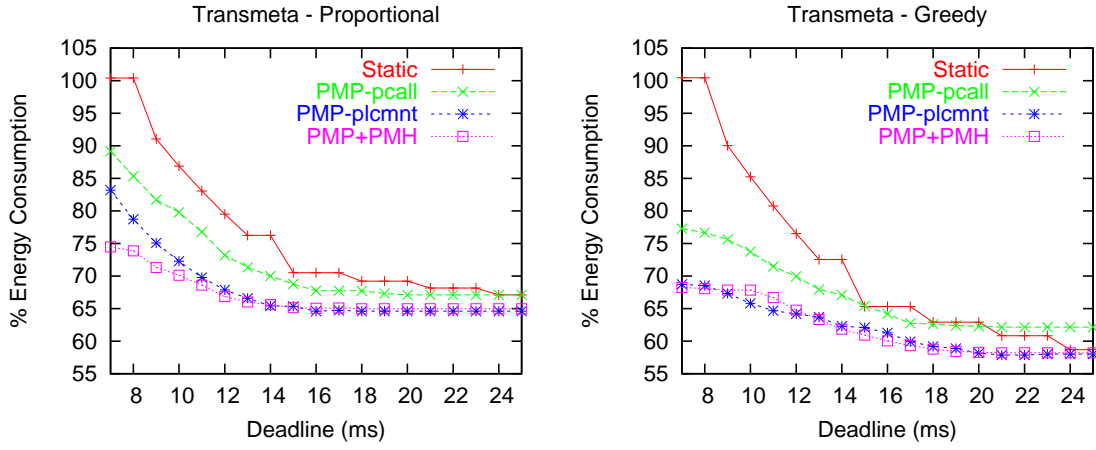 Transmeta - Proportional
105
100
95
90
85
80
75
70
65
60
55
% Energy Consumption
Static
PMP-pcall
PMP-plcmnt
PMP+PMH
8 10 12 14 16 18 20 22 24
Deadline (ms)
Transmeta - Greedy
105
100
95
90
85
80
75
70
65
60
55
% Energy Consumption
Static
PMP-pcall
PMP-plcmnt
PMP+PMH
8 10 12 14 16 18 20 22 24
Deadline (ms)